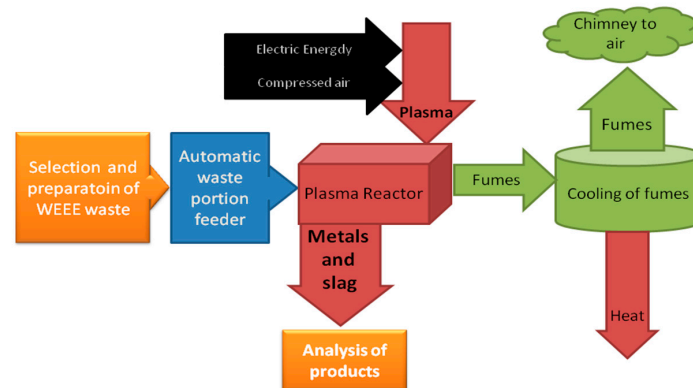 Electric Energdy
Compressed air
Plasma
Chimney to
air
Fumes
Selection and
preparatoin of
WEEE waste
Automatic
waste
portion
feeder
Plasma Reactor
Fumes
Cooling of fumes
Metals
and
slag
Heat
Analysis of
products